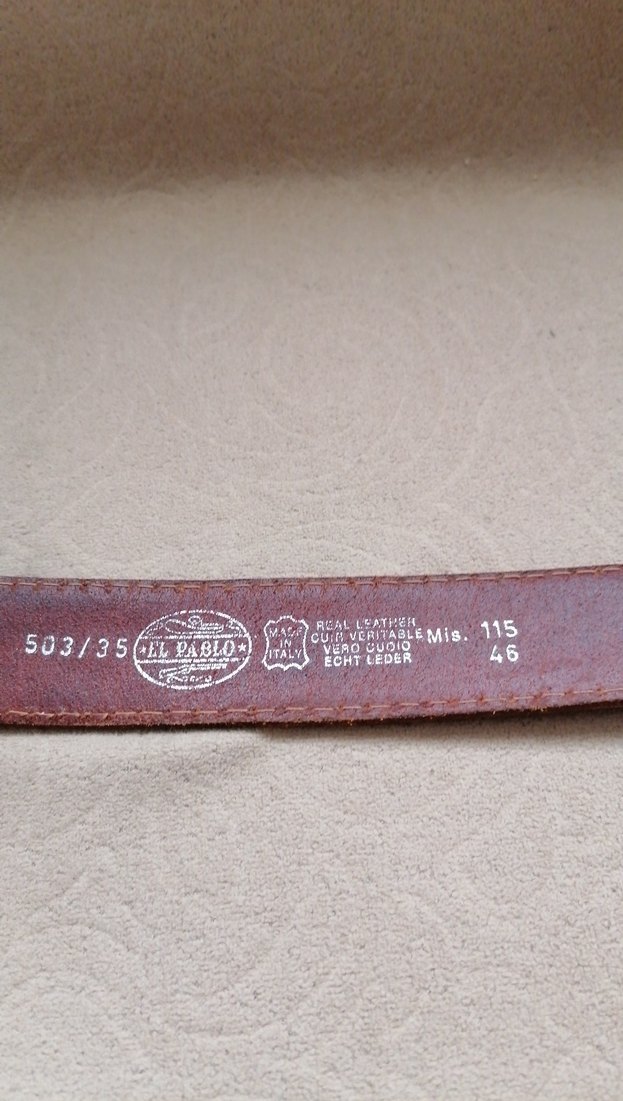 503/35
EL PABLO
MADE
IN
ITALY
REAL LEATHER
CUIR VERITABLE
VERO CUOIO
ECHT LEDER
Mis. 115
46